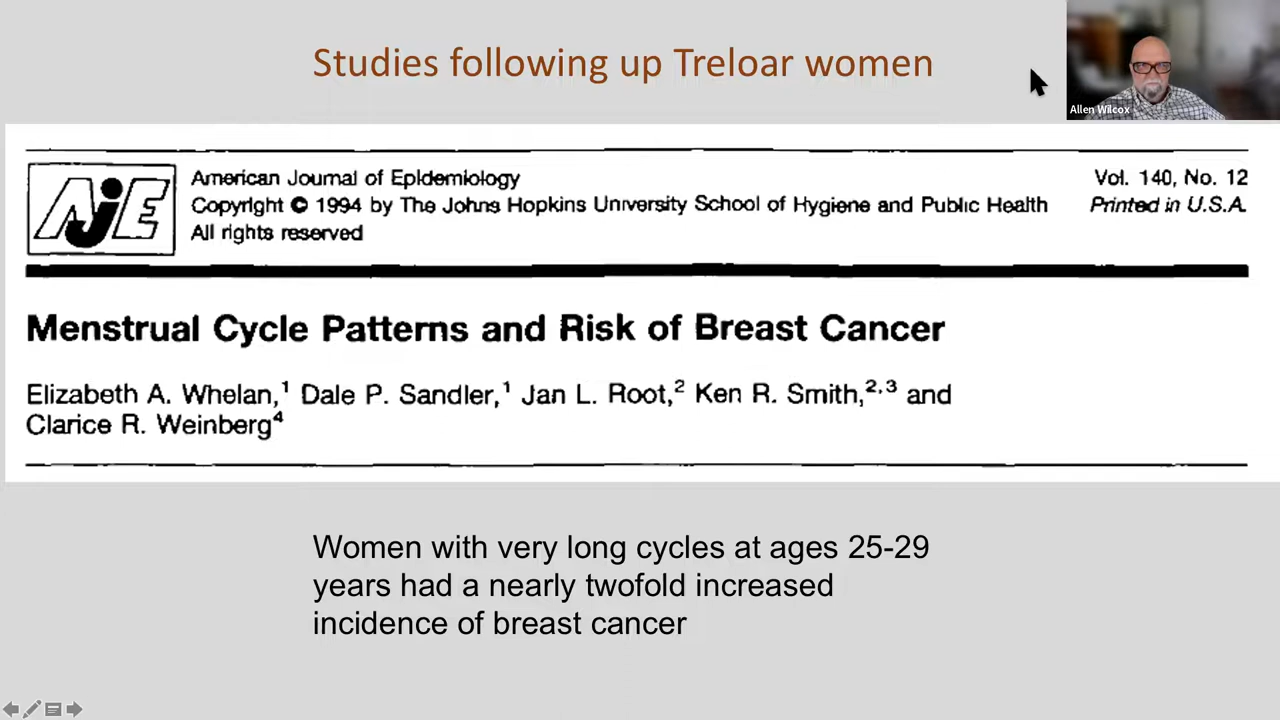 Studies following up Treloar women
Allen Wilcox
AJE
American Journal of Epidemiology
Copyright © 1994 by The Johns Hopkins University School of Hygiene and Public Health
All rights reserved
Vol. 140, No. 12
Printed in U.S.A.
Menstrual Cycle Patterns and Risk of Breast Cancer
Elizabeth A. Whelan,¹ Dale P. Sandler,¹ Jan L. Root,² Ken R. Smith,²,³ and
Clarice R. Weinberg⁴
Women with very long cycles at ages 25-29
years had a nearly twofold increased
incidence of breast cancer